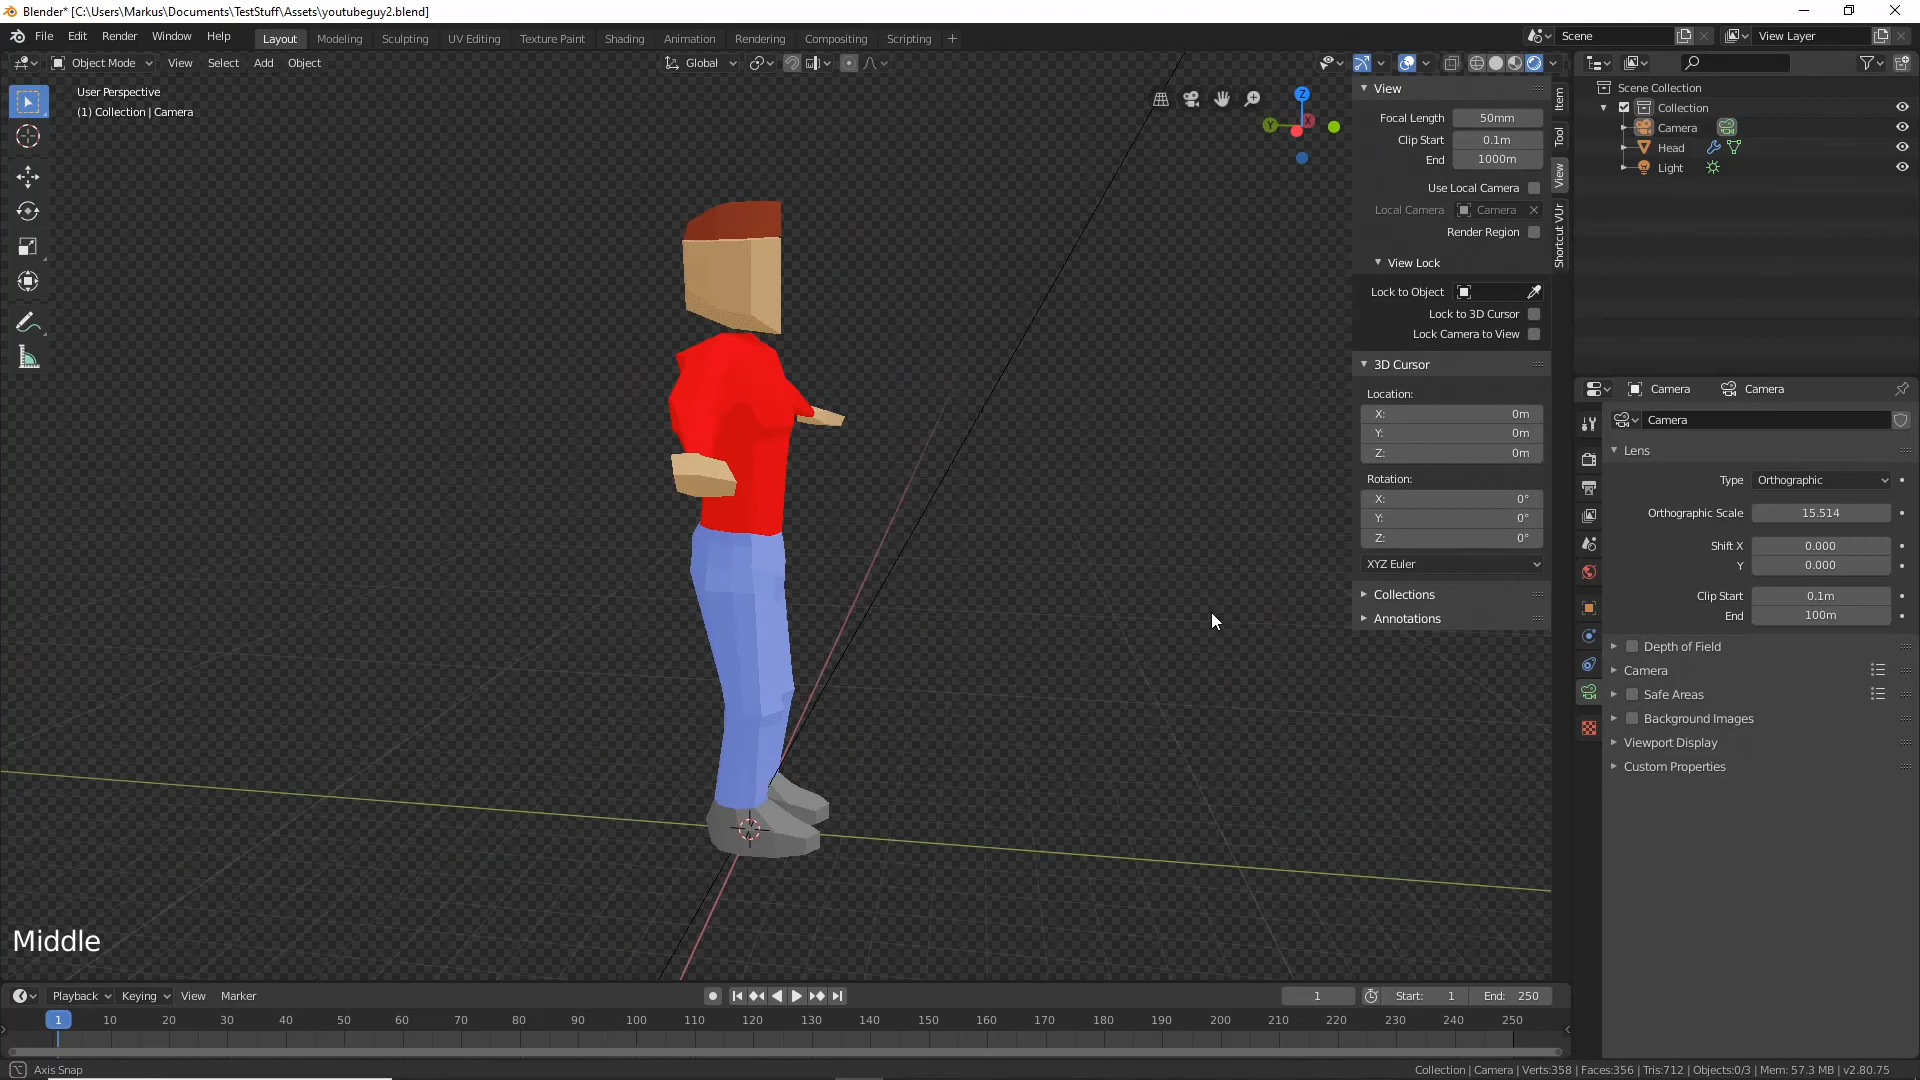 Blender* [C:\Users\Markus\Documents\TestStuff\Assets\youtubeguy2.blend]
File Edit Render Window Help Layout Modeling Sculpting UV Editing Texture Paint Shading Animation Rendering Compositing Scripting + Scene View Layer
Object Mode View Select Add Object Global
User Perspective
(1) Collection | Camera
Z
Y
X
View
Focal Length 50mm
Clip Start 0.1m
End 1000m
Use Local Camera
Local Camera Camera
Render Region
View Lock
Lock to Object
Lock to 3D Cursor
Lock Camera to View
3D Cursor
Location:
X: 0m
Y: 0m
Z: 0m
Rotation:
X: 0°
Y: 0°
Z: 0°
XYZ Euler
Collections
Annotations
Item
Tool
View
Shortcut VUr
Scene Collection
Collection
Camera
Head
Light
Camera Camera
Camera
Lens
Type Orthographic
Orthographic Scale 15.514
Shift X 0.000
Y 0.000
Clip Start 0.1m
End 100m
Depth of Field
Camera
Safe Areas
Background Images
Viewport Display
Custom Properties
Middle
Playback Keying View Marker 1 Start: 1 End: 250
1 10 20 30 40 50 60 70 80 90 100 110 120 130 140 150 160 170 180 190 200 210 220 230 240 250
Axis Snap
Collection | Camera | Verts:358 | Faces:356 | Tris:712 | Objects:0/3 | Mem: 57.3 MB | v2.80.75